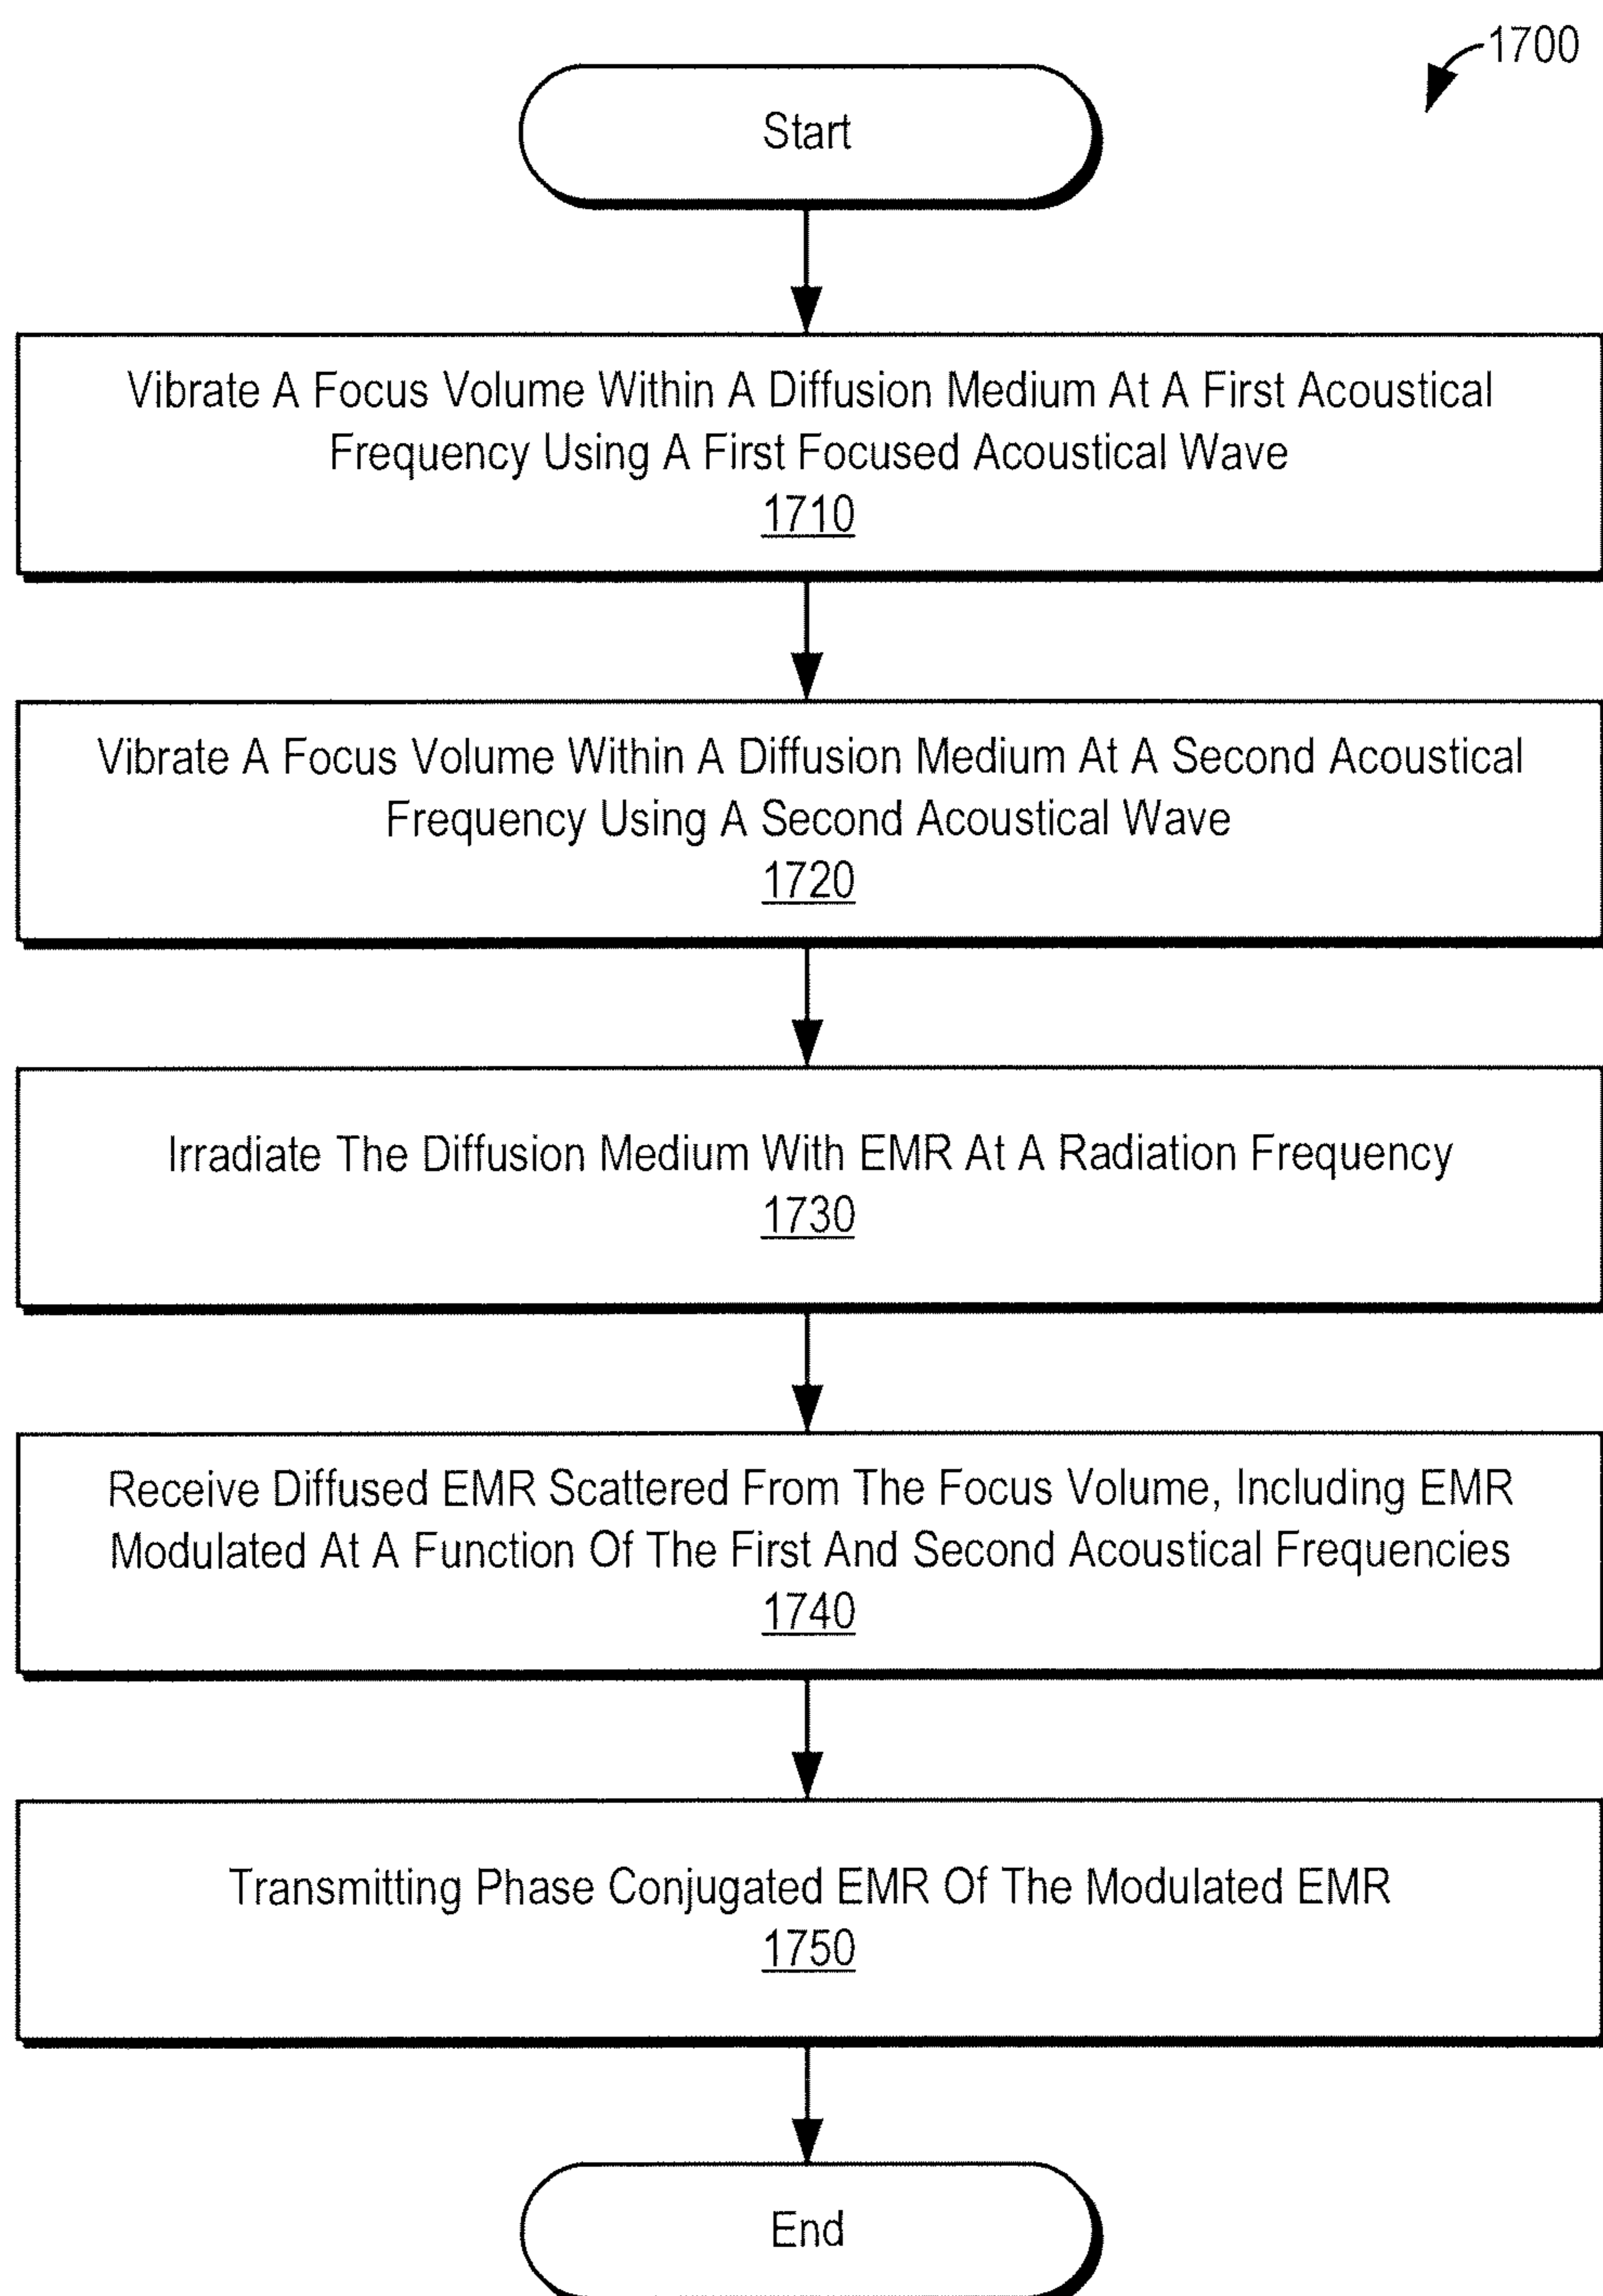 1700
Start
Vibrate A Focus Volume Within A Diffusion Medium At A First Acoustical
Frequency Using A First Focused Acoustical Wave
1710
Vibrate A Focus Volume Within A Diffusion Medium At A Second Acoustical
Frequency Using A Second Acoustical Wave
1720
Irradiate The Diffusion Medium With EMR At A Radiation Frequency
1730
Receive Diffused EMR Scattered From The Focus Volume, Including EMR
Modulated At A Function Of The First And Second Acoustical Frequencies
1740
Transmitting Phase Conjugated EMR Of The Modulated EMR
1750
End